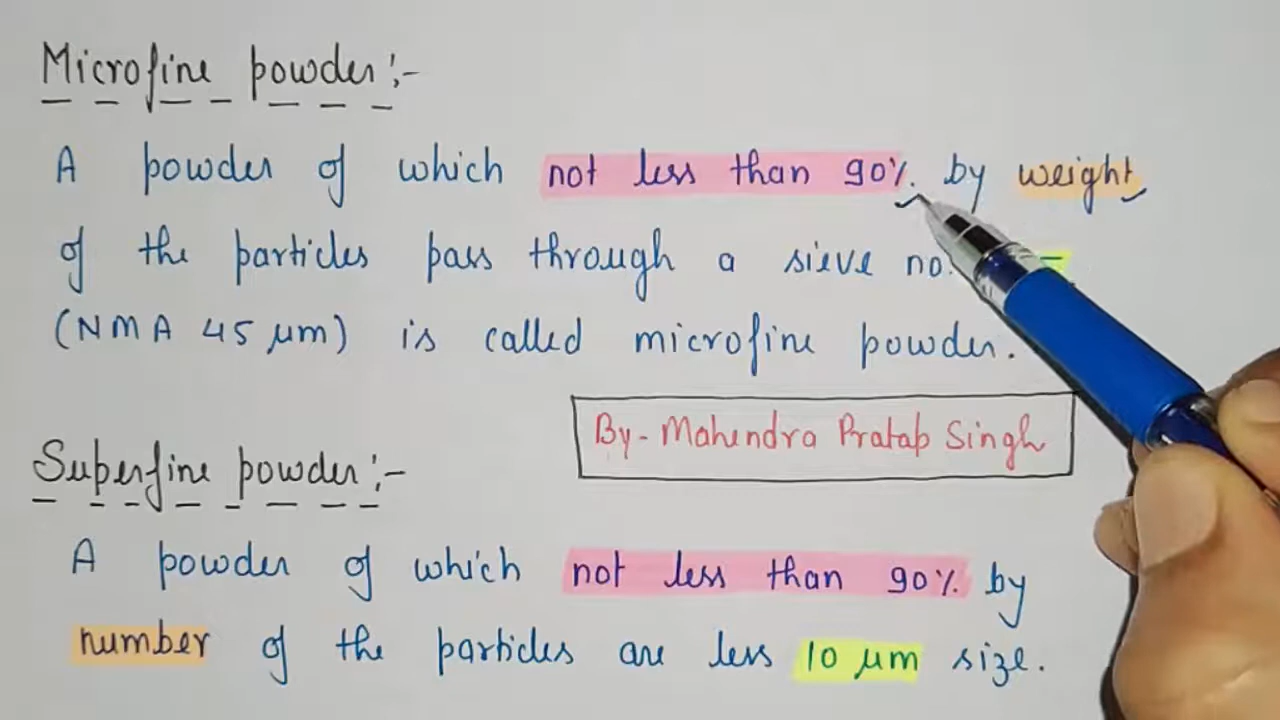 Microfine powder:-
A powder of which not less than 90% by weight
of the particles pass through a sieve no.
(NMA 45 µm) is called microfine powder.
By- Mahendra Pratap Singh
Superfine powder:-
A powder of which not less than 90% by
number of the particles are less 10 µm size.